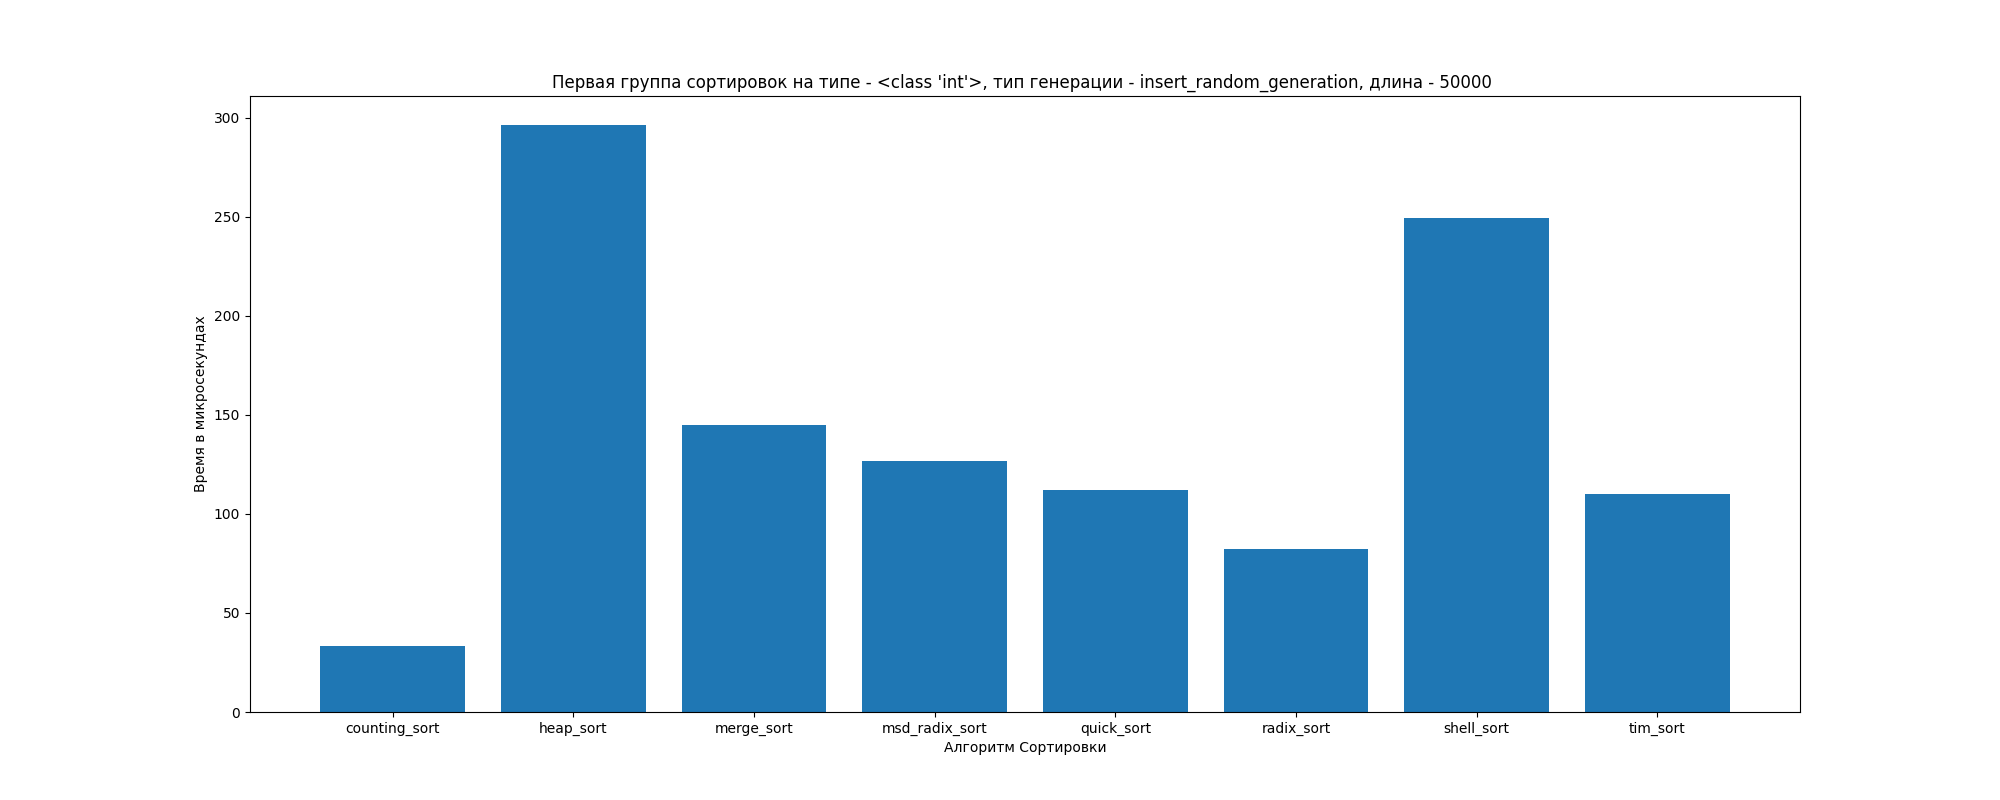 Первая группа сортировок на типе - <class 'int'>, тип генерации - insert_random_generation, длина - 50000
300
250
200
150
100
50
0
Время в микросекундах
counting_sort heap_sort merge_sort msd_radix_sort quick_sort radix_sort shell_sort tim_sort
Алгоритм Сортировки